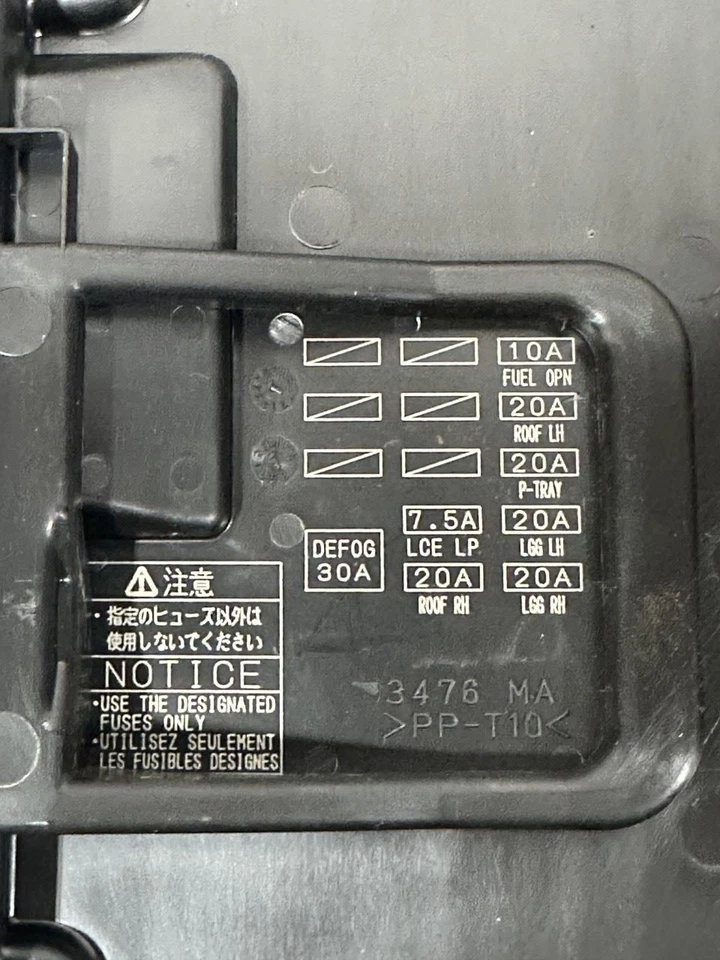 10A
FUEL OPN
20A
ROOF LH
20A
P-TRAY
7.5A 20A
LCE LP LGG LH
DEFOG
30A
20A 20A
ROOF RH LGG RH
注意
・指定のヒューズ以外は
使用しないでください
NOTICE
・USE THE DESIGNATED
FUSES ONLY
・UTILISEZ SEULEMENT
LES FUSIBLES DESIGNES
3476 MA
>PP-T10<